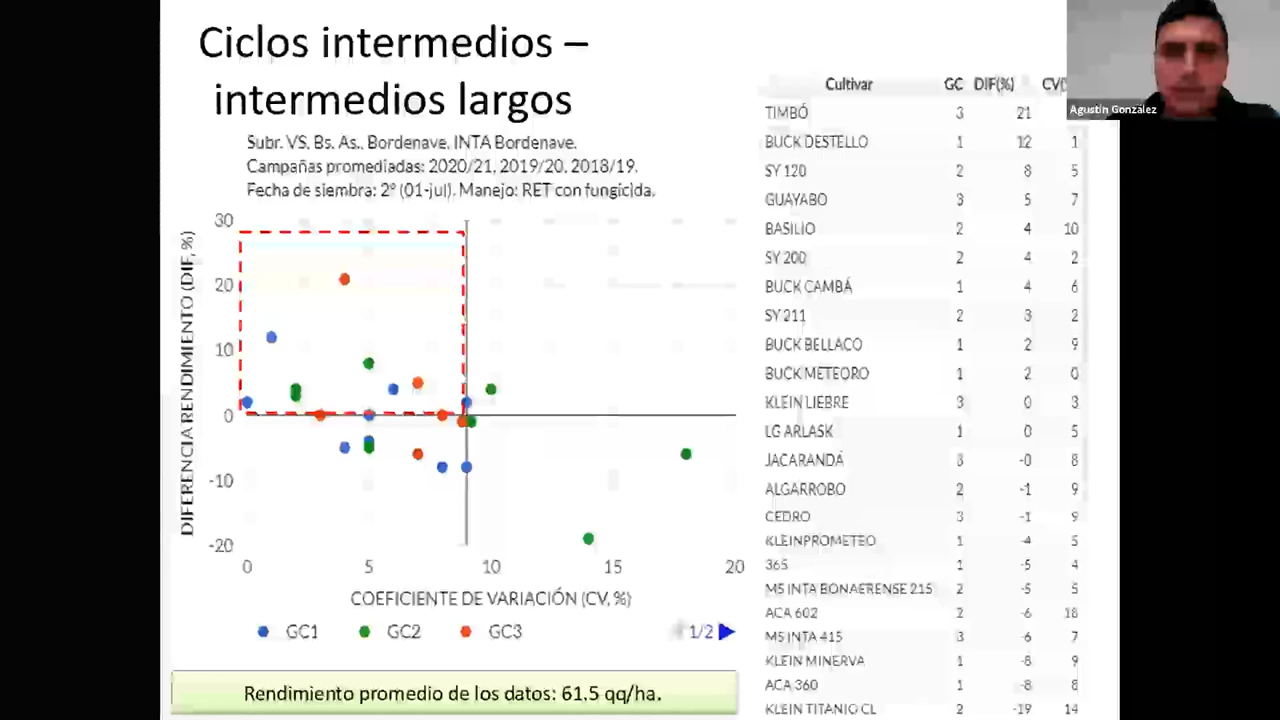 Ciclos intermedios –
intermedios largos
Subr. VS, Bs. As., Bordenave, INTA Bordenave.
Campañas promediadas: 2020/21, 2019/20, 2018/19.
Fecha de siembra: 2º (01-jul). Manejo: RET con fungicida.
DIFERENCIA RENDIMIENTO (DIF, %)
30
20
10
0
-10
-20
0 5 10 15 20
COEFICIENTE DE VARIACIÓN (CV, %)
GC1 GC2 GC3
1/2
Rendimiento promedio de los datos: 61.5 qq/ha.
Cultivar GC DIF(%)
TIMBÓ 3 21
BUCK DESTELLO 1 12 1
SY 120 2 8 5
GUAYABO 3 5 7
BASILIO 2 4 10
SY 200 2 4 2
BUCK CAMBÁ 1 4 6
SY 211 2 3 2
BUCK BELLACO 1 2 9
BUCK METEORO 1 2 0
KLEIN LIEBRE 3 0 3
LG ARLASK 1 0 5
JACARANDÁ 3 -0 8
ALGARROBO 2 -1 9
CEDRO 3 -1 9
KLEINPROMETEO 1 -4 5
365 1 -5 4
MS INTA BONAERENSE 215 2 -5 5
ACA 602 2 -6 18
MS INTA 415 3 -6 7
KLEIN MINERVA 1 -8 9
ACA 360 1 -8 8
KLEIN TITANIO CL 2 -19 14
Agustín González